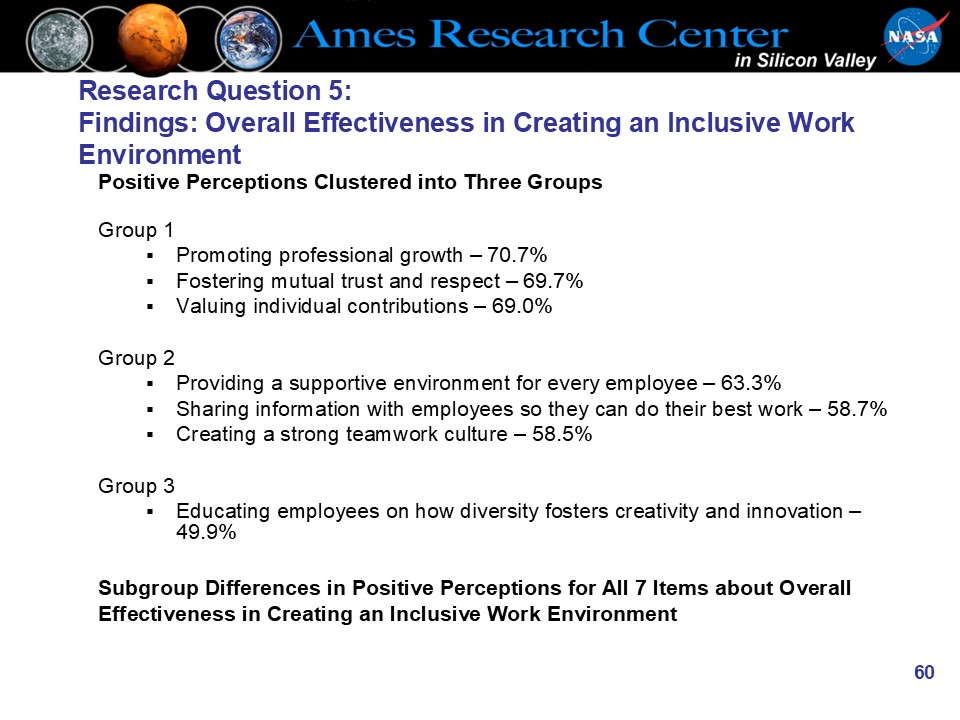 Ames Research Center
in Silicon Valley
NASA
Research Question 5:
Findings: Overall Effectiveness in Creating an Inclusive Work
Environment
Positive Perceptions Clustered into Three Groups
Group 1
▪ Promoting professional growth – 70.7%
▪ Fostering mutual trust and respect – 69.7%
▪ Valuing individual contributions – 69.0%
Group 2
▪ Providing a supportive environment for every employee – 63.3%
▪ Sharing information with employees so they can do their best work – 58.7%
▪ Creating a strong teamwork culture – 58.5%
Group 3
▪ Educating employees on how diversity fosters creativity and innovation –
49.9%
Subgroup Differences in Positive Perceptions for All 7 Items about Overall
Effectiveness in Creating an Inclusive Work Environment
60